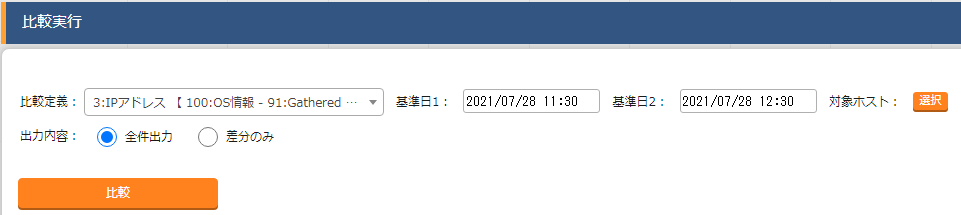 比較実行
比較定義： 3:IPアドレス 【 100:OS情報 - 91:Gathered … 基準日1： 2021/07/28 11:30 基準日2： 2021/07/28 12:30 対象ホスト： 選択
出力内容： 全件出力 差分のみ
比較